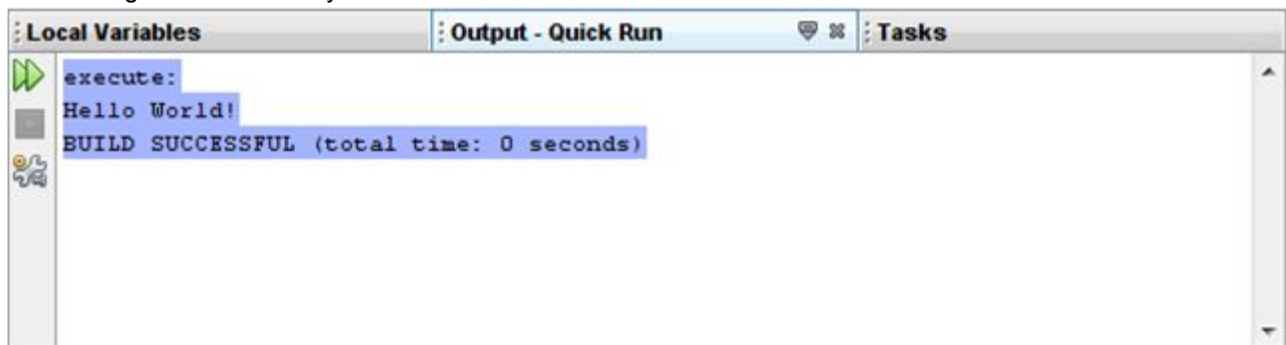 Local Variables
Output - Quick Run
Tasks
execute:
Hello World!
BUILD SUCCESSFUL (total time: 0 seconds)